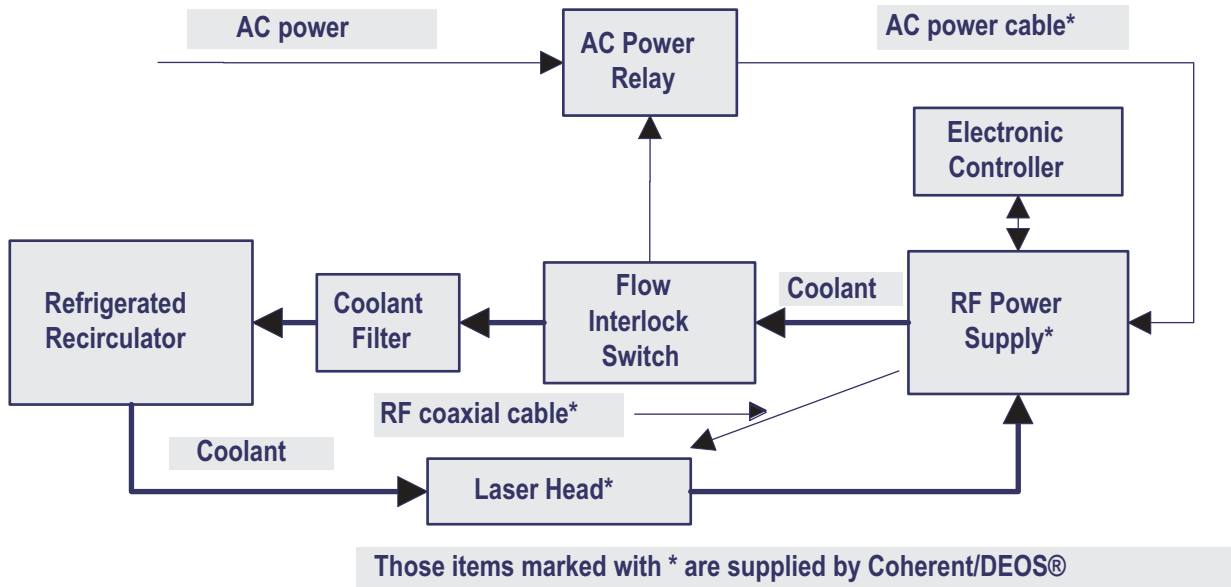 AC power
AC Power
Relay
AC power cable*
Electronic
Controller
Refrigerated
Recirculator
Coolant
Filter
Flow
Interlock
Switch
Coolant
RF Power
Supply*
RF coaxial cable*
Coolant
Laser Head*
Those items marked with * are supplied by Coherent/DEOS®